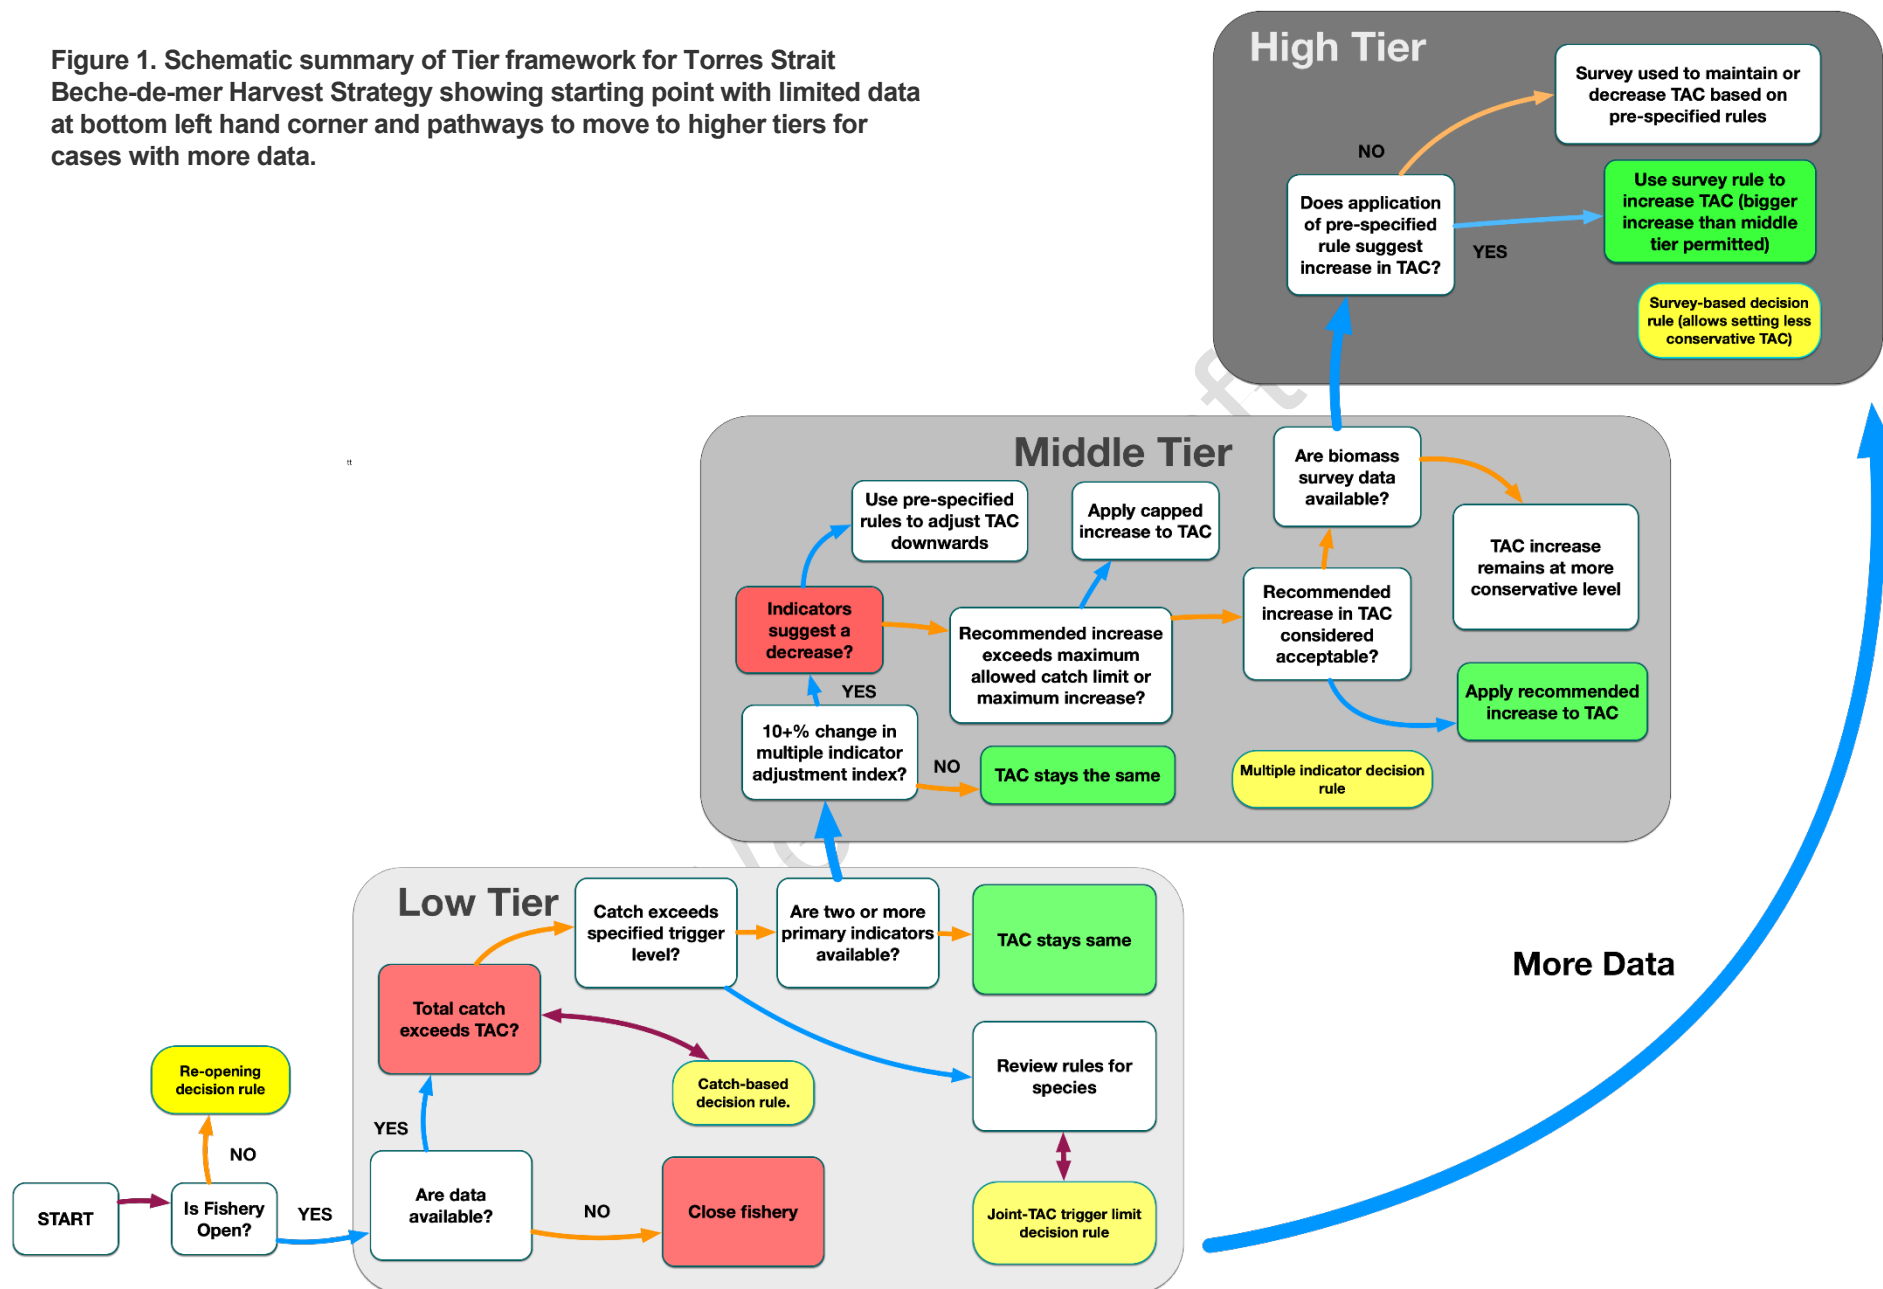 Figure 1. Schematic summary of Tier framework for Torres Strait
Beche-de-mer Harvest Strategy showing starting point with limited data
at bottom left hand corner and pathways to move to higher tiers for
cases with more data.
High Tier
Survey used to maintain or
decrease TAC based on
pre-specified rules
NO
Does application
of pre-specified
rule suggest
increase in TAC?
YES
Use survey rule to
increase TAC (bigger
increase than middle
tier permitted)
Survey-based decision
rule (allows setting less
conservative TAC)
tt
Middle Tier
Are biomass
survey data
available?
Use pre-specified
rules to adjust TAC
downwards
Apply capped
increase to TAC
TAC increase
remains at more
conservative level
Indicators
suggest a
decrease?
Recommended increase
exceeds maximum
allowed catch limit or
maximum increase?
Recommended
increase in TAC
considered
acceptable?
Apply recommended
increase to TAC
YES
10+% change in
multiple indicator
adjustment index?
NO
TAC stays the same
Multiple indicator decision
rule
Low Tier
Catch exceeds
specified trigger
level?
Are two or more
primary indicators
available?
TAC stays same
More Data
Total catch
exceeds TAC?
Catch-based
decision rule.
Review rules for
species
Re-opening
decision rule
YES
NO
START
Is Fishery
Open?
YES
Are data
available?
NO
Close fishery
Joint-TAC trigger limit
decision rule